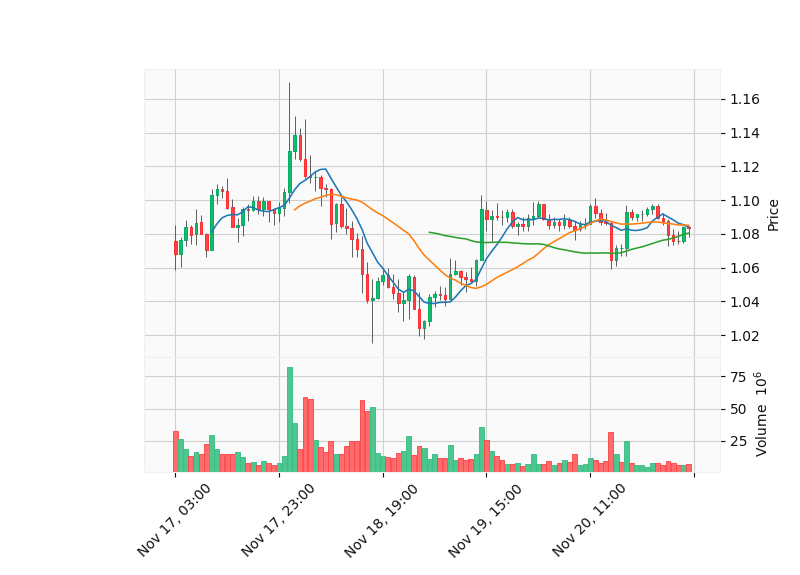 1.16
1.14
1.12
1.10
1.08
1.06
1.04
1.02
Price
75
50
25
Volume 10⁶
Nov 17, 03:00
Nov 17, 23:00
Nov 18, 19:00
Nov 19, 15:00
Nov 20, 11:00